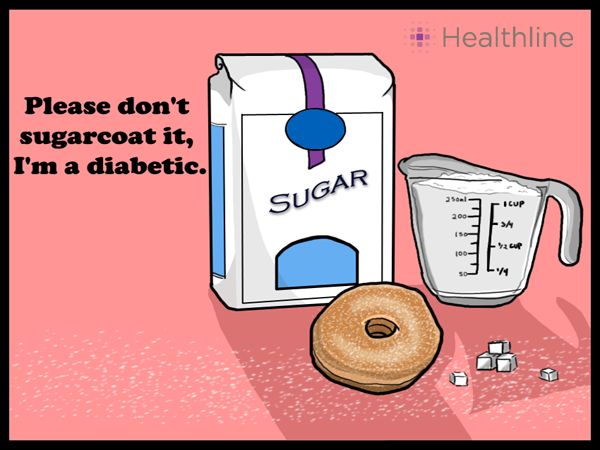 Healthline
Please don't
sugarcoat it,
I'm a diabetic.
SUGAR
250ml
200
150
100
50
1 CUP
3/4
1/2 CUP
1/4